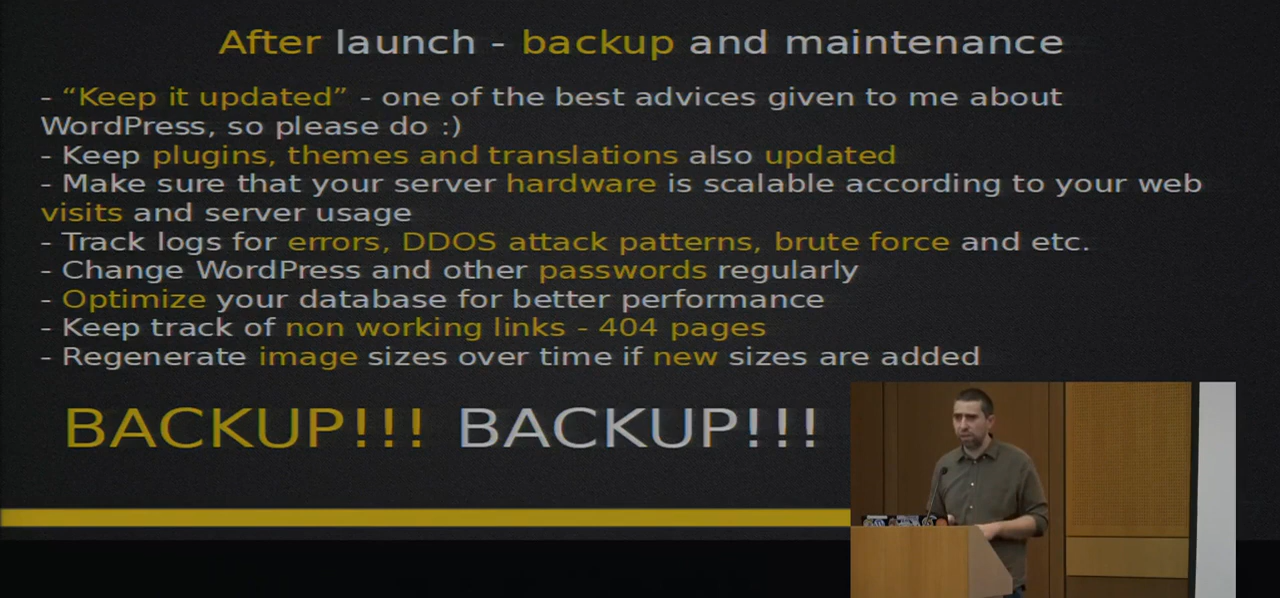 After launch - backup and maintenance
- “Keep it updated” - one of the best advices given to me about
WordPress, so please do :)
- Keep plugins, themes and translations also updated
- Make sure that your server hardware is scalable according to your web
visits and server usage
- Track logs for errors, DDOS attack patterns, brute force and etc.
- Change WordPress and other passwords regularly
- Optimize your database for better performance
- Keep track of non working links - 404 pages
- Regenerate image sizes over time if new sizes are added
BACKUP!!! BACKUP!!!